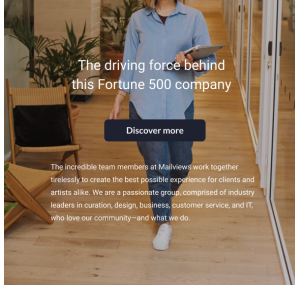 The driving force behind
this Fortune 500 company
Discover more
The incredible team members at Mailviews work together
tirelessly to create the best possible experience for clients and
artists alike. We are a passionate group, comprised of industry
leaders in curation, design, business, customer service, and IT,
who love our community—and what we do.